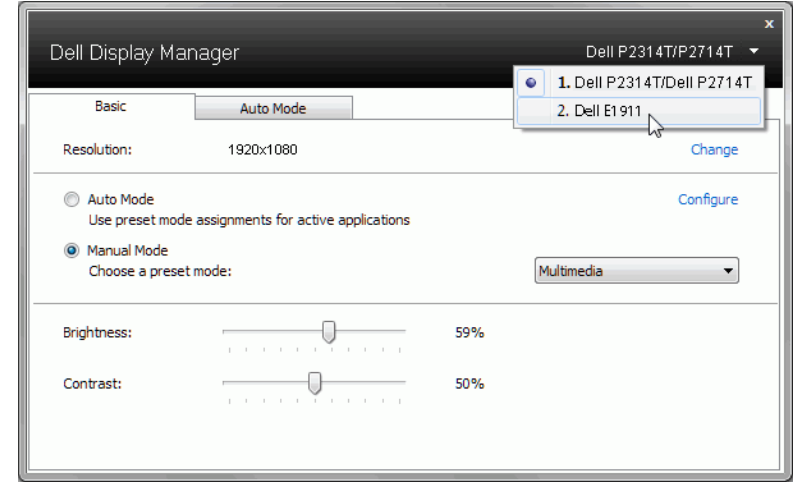 x
Dell Display Manager
Dell P2314T/P2714T
1. Dell P2314T/Dell P2714T
2. Dell E1911
Basic
Auto Mode
Resolution:
1920x1080
Change
Auto Mode
Configure
Use preset mode assignments for active applications
Manual Mode
Choose a preset mode:
Multimedia
Brightness:
59%
Contrast:
50%